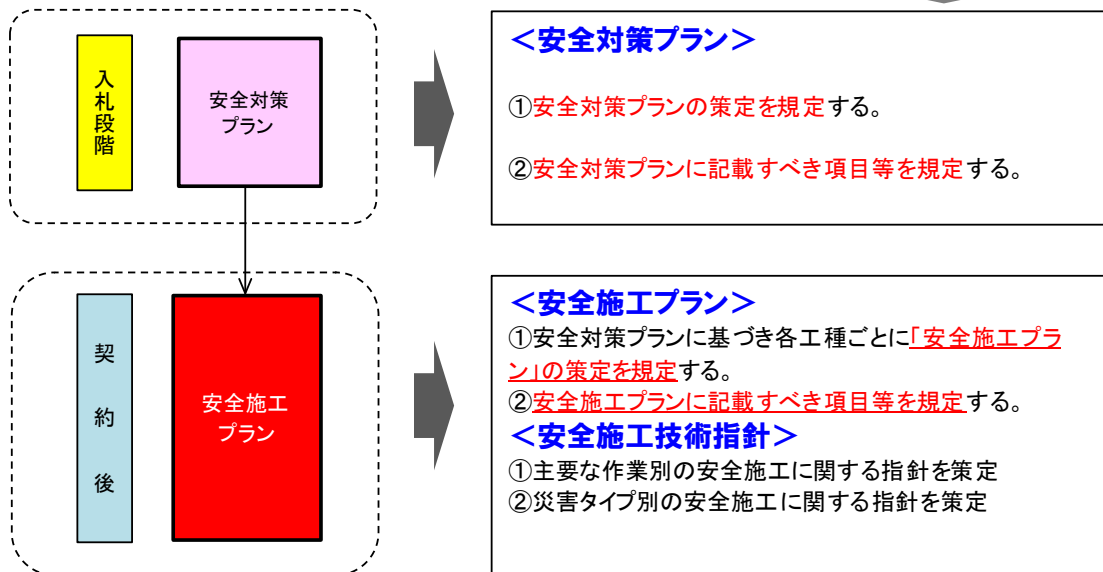 入札段階
安全対策
プラン
＜安全対策プラン＞
①安全対策プランの策定を規定する。
②安全対策プランに記載すべき項目等を規定する。
契約後
安全施工
プラン
＜安全施工プラン＞
①安全対策プランに基づき各工種ごとに「安全施工プラ
ン」の策定を規定する。
②安全施工プランに記載すべき項目等を規定する。
＜安全施工技術指針＞
①主要な作業別の安全施工に関する指針を策定
②災害タイプ別の安全施工に関する指針を策定